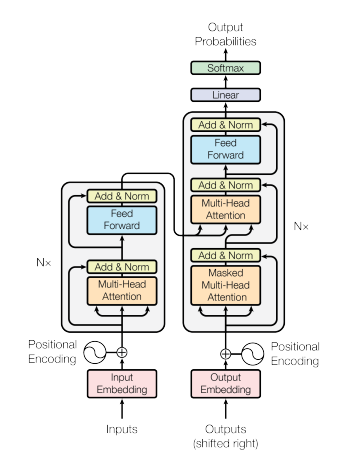 Output
Probabilities
Softmax
Linear
Add & Norm
Feed
Forward
Add & Norm
Multi-Head
Attention
Add & Norm
Masked
Multi-Head
Attention
N×
Add & Norm
Feed
Forward
Add & Norm
Multi-Head
Attention
N×
Positional
Encoding
Positional
Encoding
Input
Embedding
Output
Embedding
Inputs
Outputs
(shifted right)